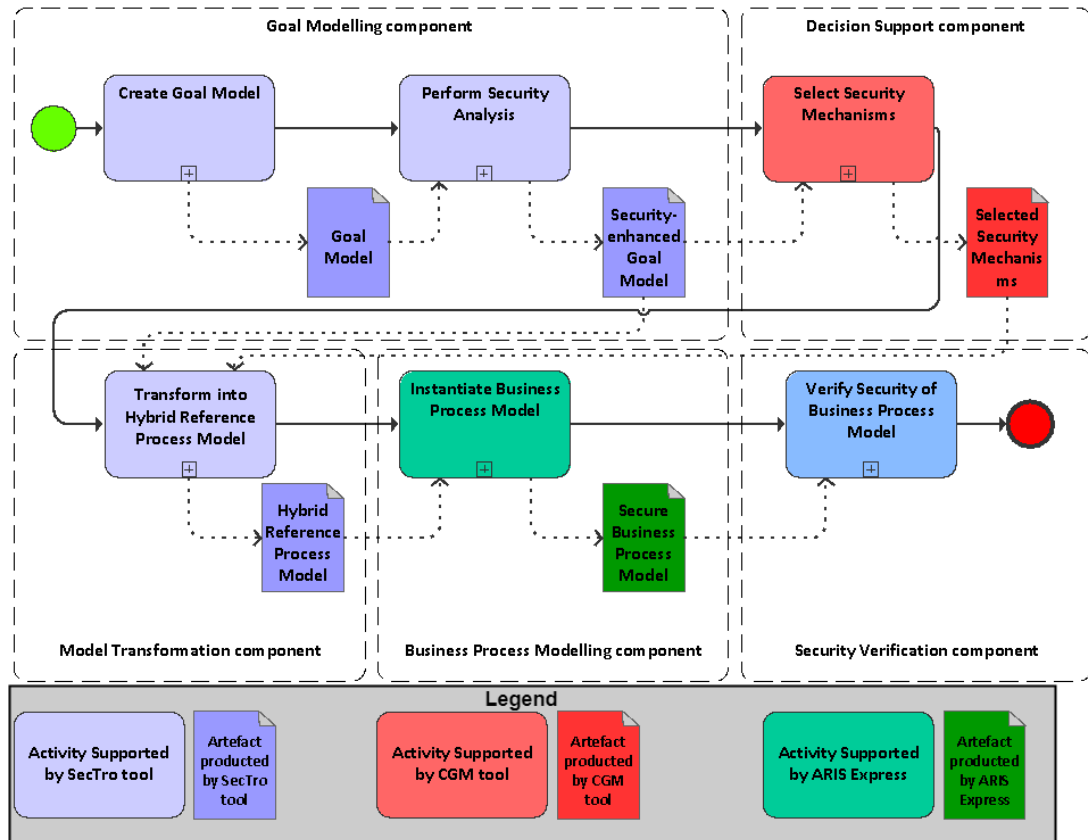 Goal Modelling component
Decision Support component
Create Goal Model
Perform Security
Analysis
Select Security
Mechanisms
Goal
Model
Security-
enhanced
Goal
Model
Selected
Security
Mechanis
ms
Transform into
Hybrid Reference
Process Model
Instantiate Business
Process Model
Verify Security of
Business Process
Model
Hybrid
Reference
Process
Model
Secure
Business
Process
Model
Model Transformation component
Business Process Modelling component
Security Verification component
Legend
Activity Supported
by SecTro tool
Artefact
producted
by SecTro
tool
Activity Supported
by CGM tool
Artefact
producted
by CGM
tool
Activity Supported
by ARIS Express
Artefact
producted
by ARIS
Express